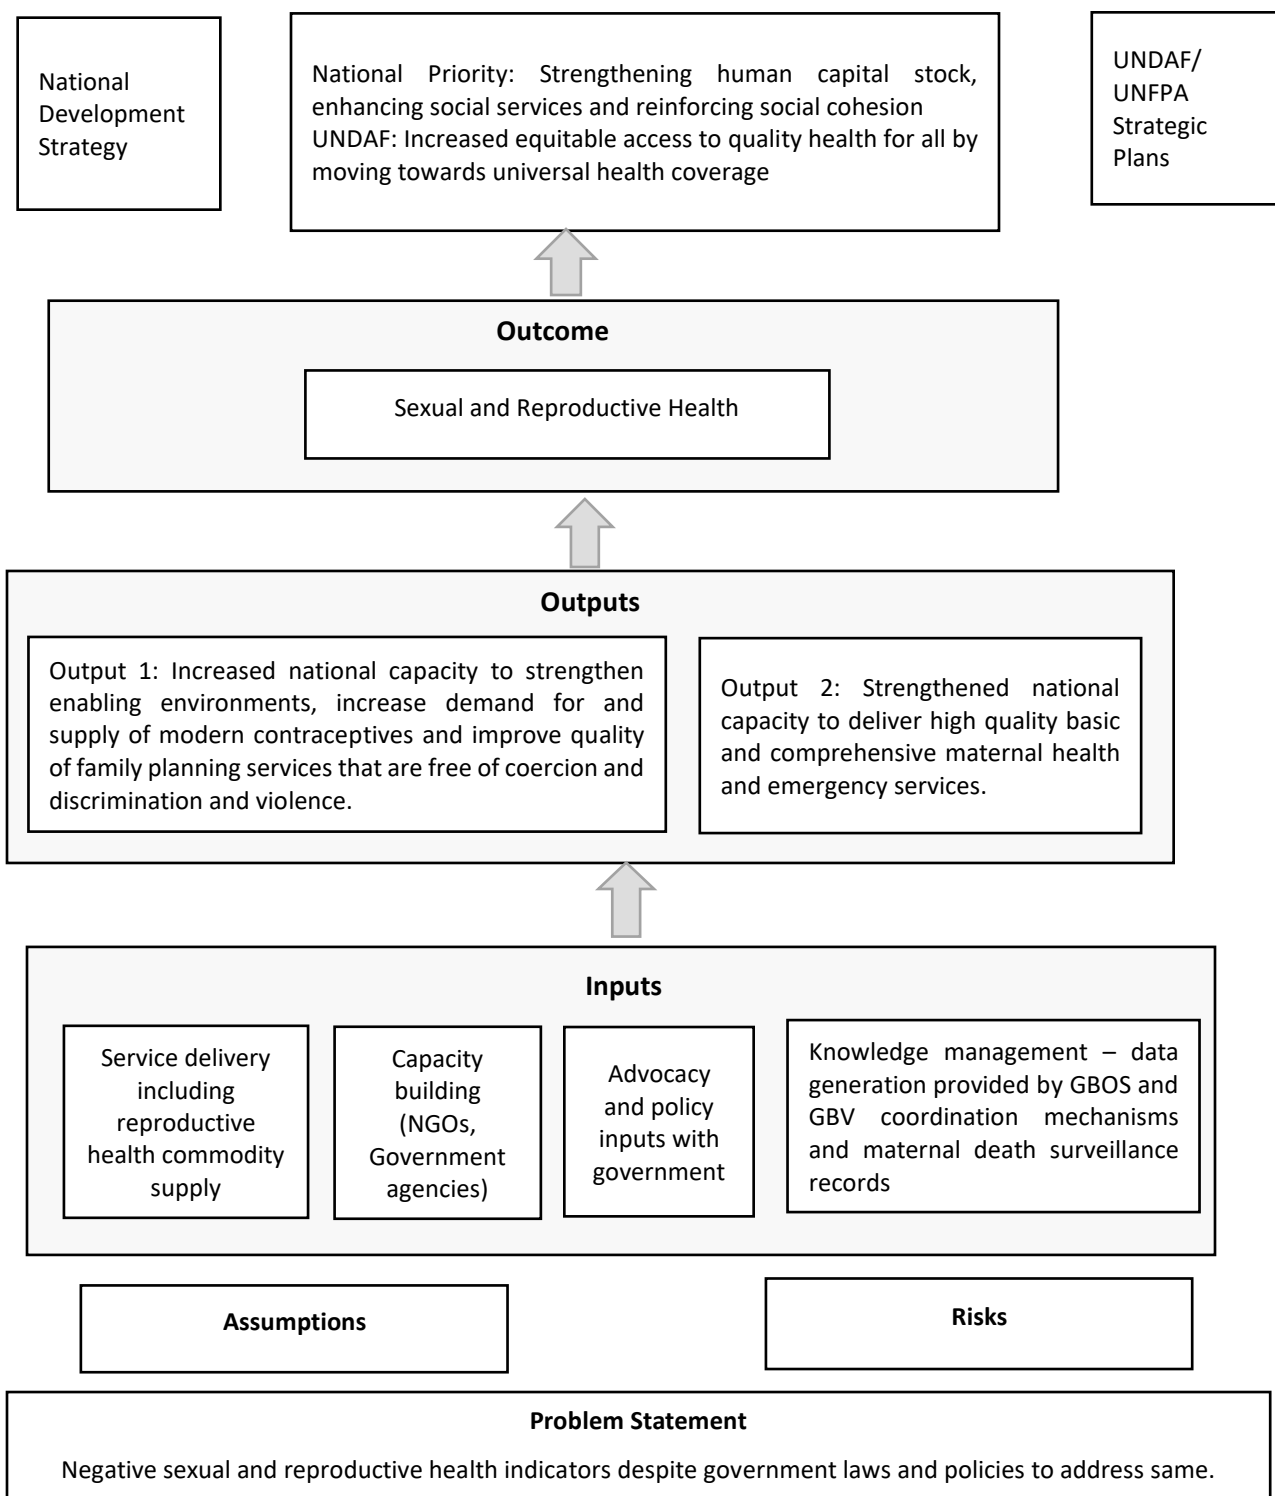 National
Development
Strategy
National Priority: Strengthening human capital stock,
enhancing social services and reinforcing social cohesion
UNDAF: Increased equitable access to quality health for all by
moving towards universal health coverage
UNDAF/
UNFPA
Strategic
Plans
Outcome
Sexual and Reproductive Health
Outputs
Output 1: Increased national capacity to strengthen
enabling environments, increase demand for and
supply of modern contraceptives and improve quality
of family planning services that are free of coercion and
discrimination and violence.
Output 2: Strengthened national
capacity to deliver high quality basic
and comprehensive maternal health
and emergency services.
Inputs
Service delivery
including
reproductive
health commodity
supply
Capacity
building
(NGOs,
Government
agencies)
Advocacy
and policy
inputs with
government
Knowledge management – data
generation provided by GBOS and
GBV coordination mechanisms
and maternal death surveillance
records
Assumptions
Risks
Problem Statement
Negative sexual and reproductive health indicators despite government laws and policies to address same.